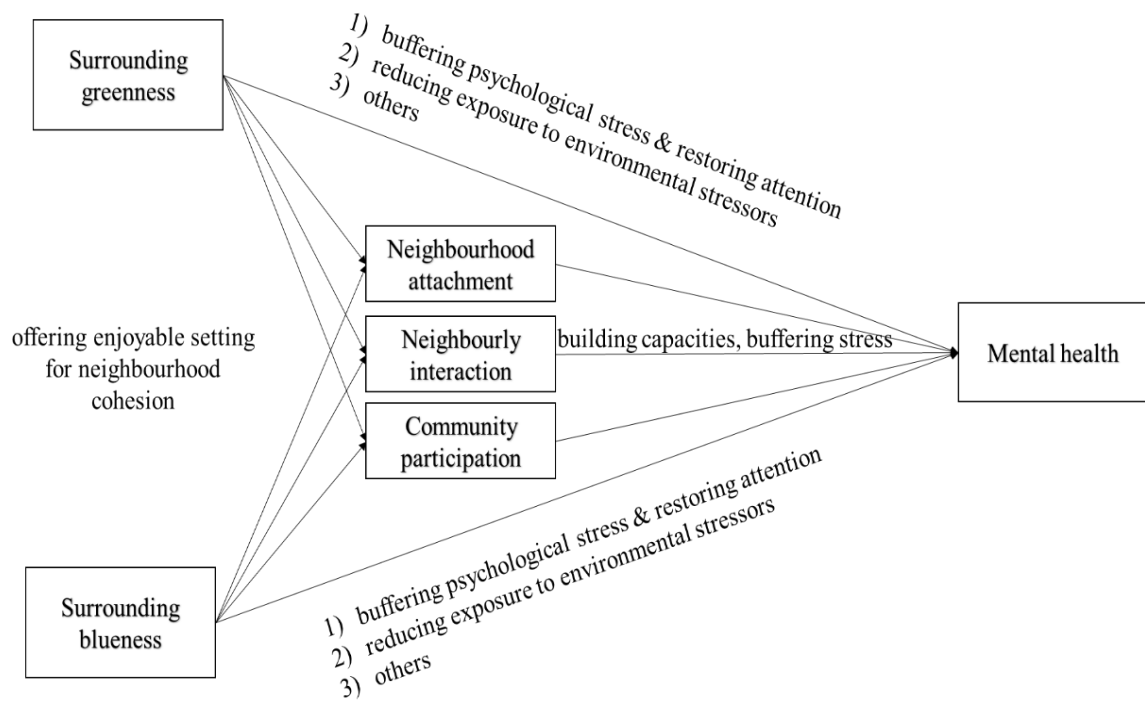 Surrounding
greenness
1) buffering psychological stress & restoring attention
2) reducing exposure to environmental stressors
3) others
Neighbourhood
attachment
offering enjoyable setting
for neighbourhood
cohesion
Neighbourly
interaction
building capacities, buffering stress
Mental health
Community
participation
Surrounding
blueness
1) buffering psychological stress & restoring attention
2) reducing exposure to environmental stressors
3) others